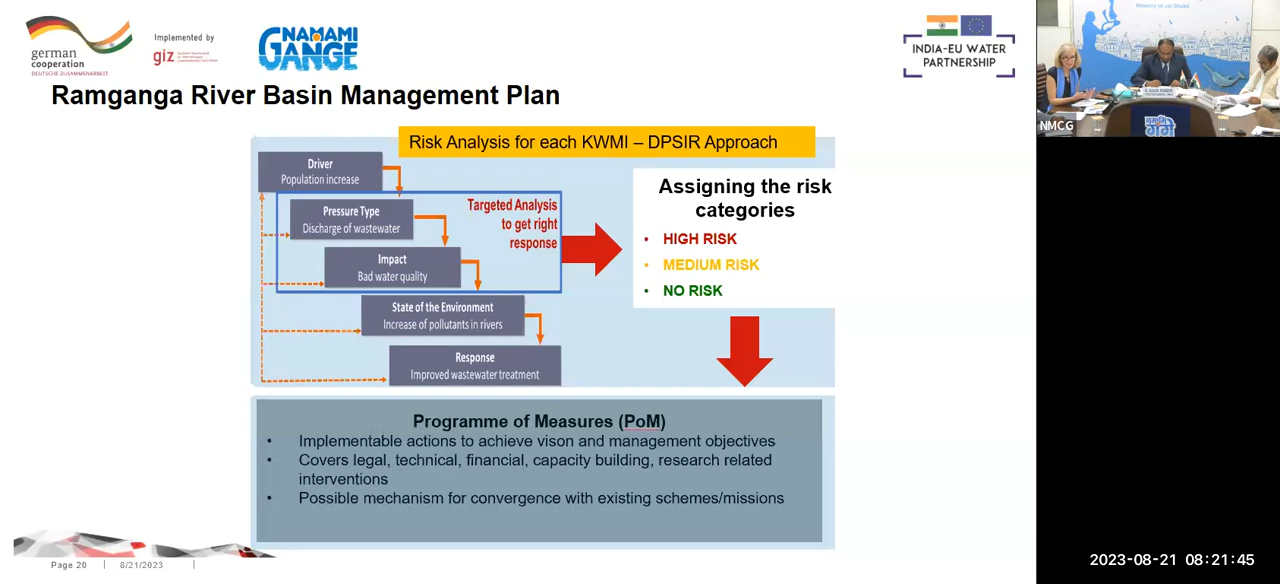 german
cooperation
DEUTSCHE ZUSAMMENARBEIT
Implemented by
giz
NAMAMI
GANGE
INDIA-EU WATER
PARTNERSHIP
Ramganga River Basin Management Plan
Risk Analysis for each KWMI – DPSIR Approach
Driver
Population increase
Pressure Type
Discharge of wastewater
Impact
Bad water quality
State of the Environment
Increase of pollutants in rivers
Response
Improved wastewater treatment
Targeted Analysis
to get right
response
Assigning the risk
categories
• HIGH RISK
• MEDIUM RISK
• NO RISK
Programme of Measures (PoM)
• Implementable actions to achieve vison and management objectives
• Covers legal, technical, financial, capacity building, research related
interventions
• Possible mechanism for convergence with existing schemes/missions
Page 20 | 8/21/2023 |
Ministry of Jal Shakti
नमामि
गंगे
NMCG
2023-08-21 08:21:45